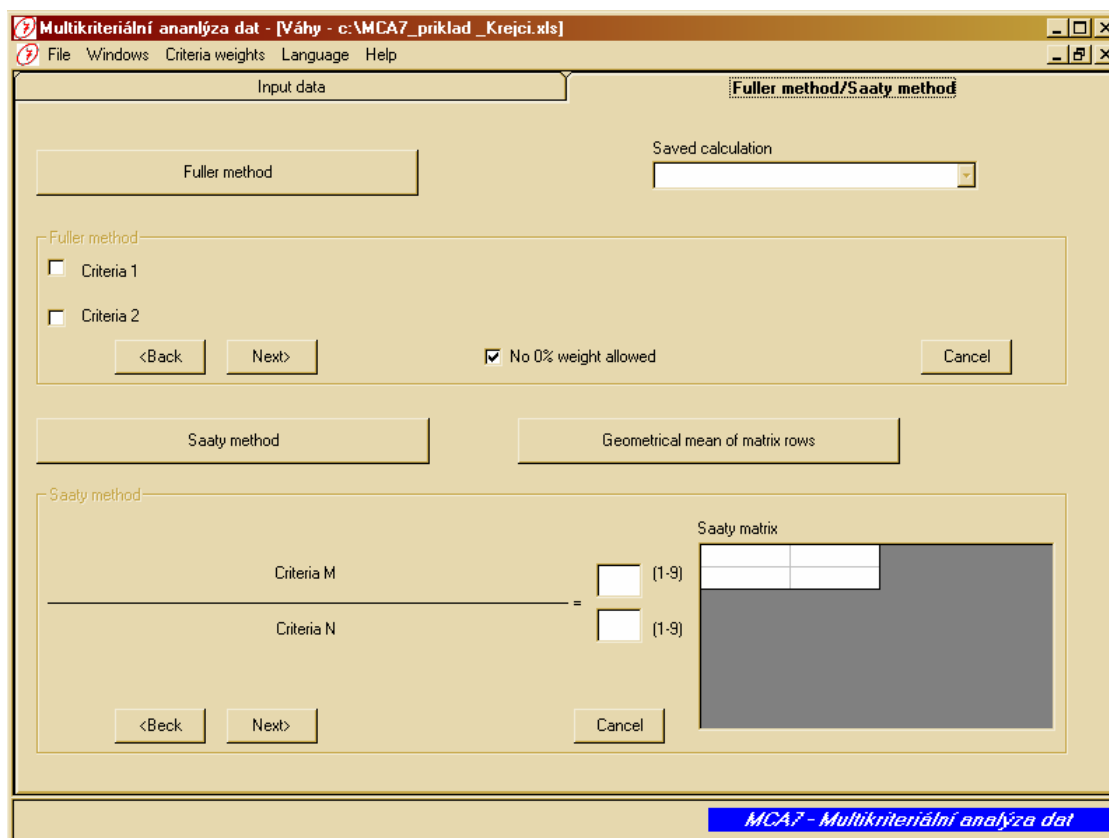 Multikriteriální ananlýza dat - [Váhy - c:\MCA7_priklad _Krejci.xls]
File Windows Criteria weights Language Help
Input data
Fuller method/Saaty method
Fuller method
Saved calculation
Fuller method
Criteria 1
Criteria 2
<Back Next> No 0% weight allowed Cancel
Saaty method
Geometrical mean of matrix rows
Saaty method
Saaty matrix
Criteria M
(1-9)
=
Criteria N
(1-9)
<Beck Next> Cancel
MCA7 - Multikriteriální analýza dat